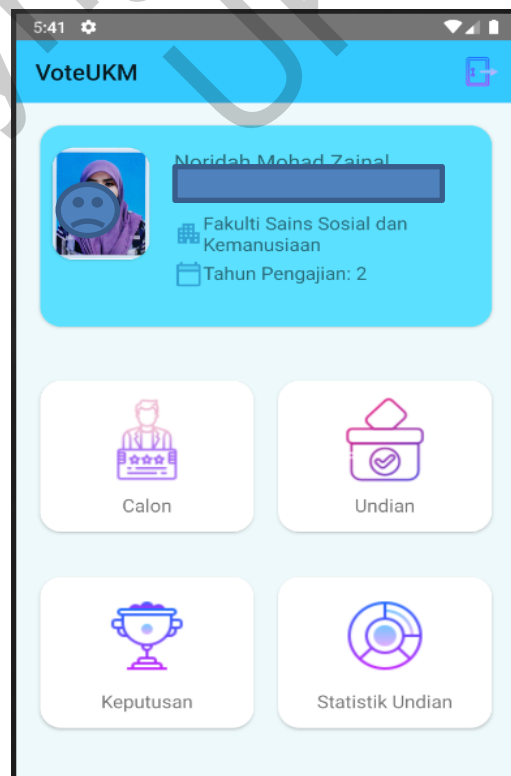 5:41
VoteUKM
Noridah Mohad Zainal
Fakulti Sains Sosial dan
Kemanusiaan
Tahun Pengajian: 2
Calon
Undian
Keputusan
Statistik Undian